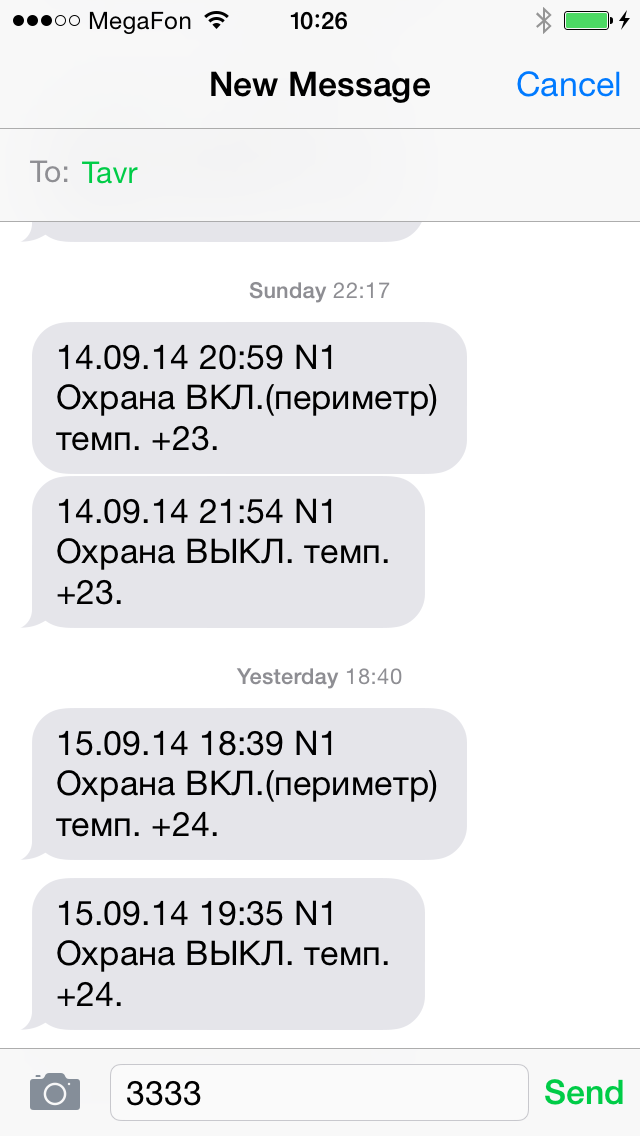 MegaFon 10:26
New Message Cancel
To: Tavr
Sunday 22:17
14.09.14 20:59 N1
Охрана ВКЛ.(периметр)
темп. +23.
14.09.14 21:54 N1
Охрана ВЫКЛ. темп.
+23.
Yesterday 18:40
15.09.14 18:39 N1
Охрана ВКЛ.(периметр)
темп. +24.
15.09.14 19:35 N1
Охрана ВЫКЛ. темп.
+24.
3333 Send